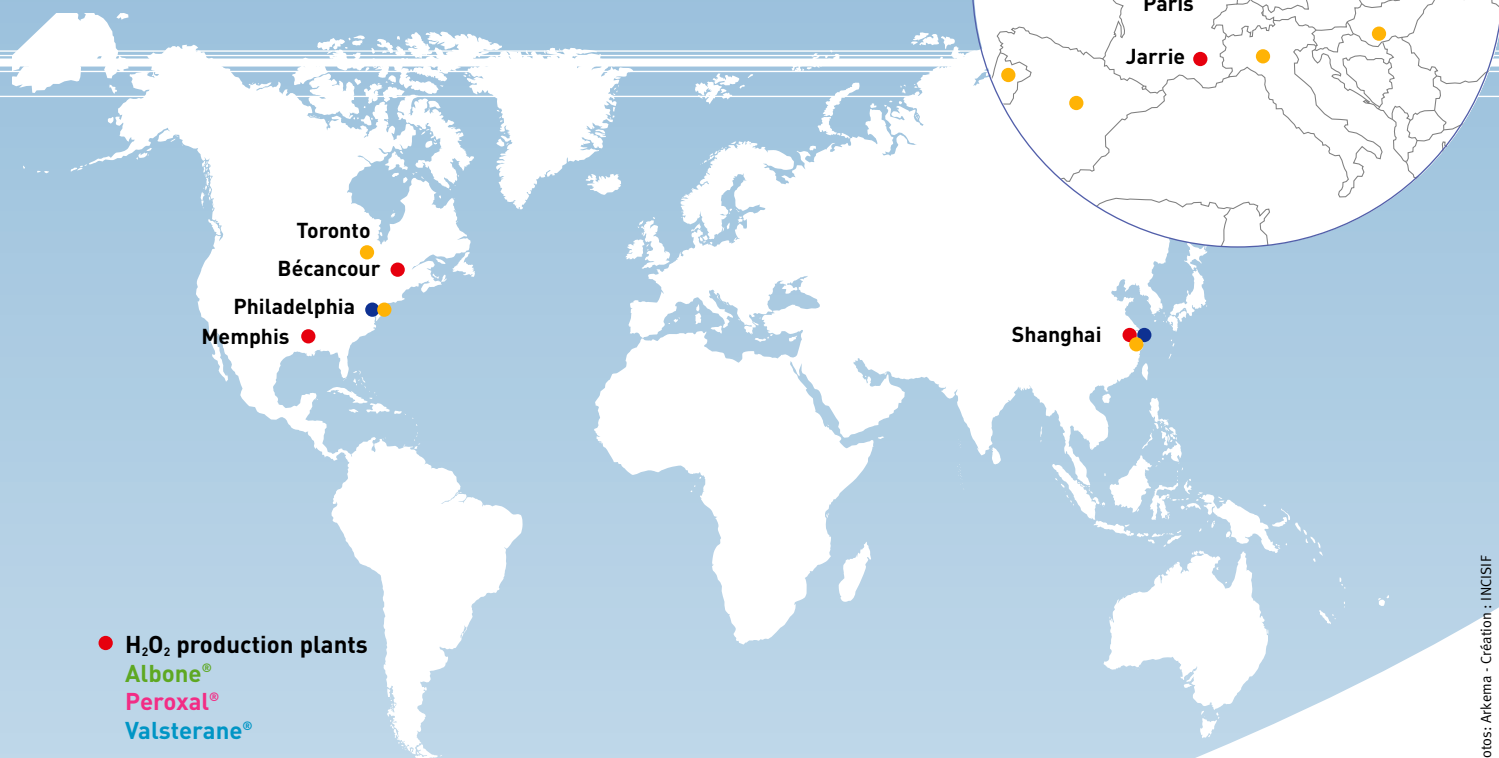 Paris
Jarrie
Toronto
Bécancour
Philadelphia
Memphis
Shanghai
H₂O₂ production plants
Albone®
Peroxal®
Valsterane®
otos: Arkema - Création : INCISIF